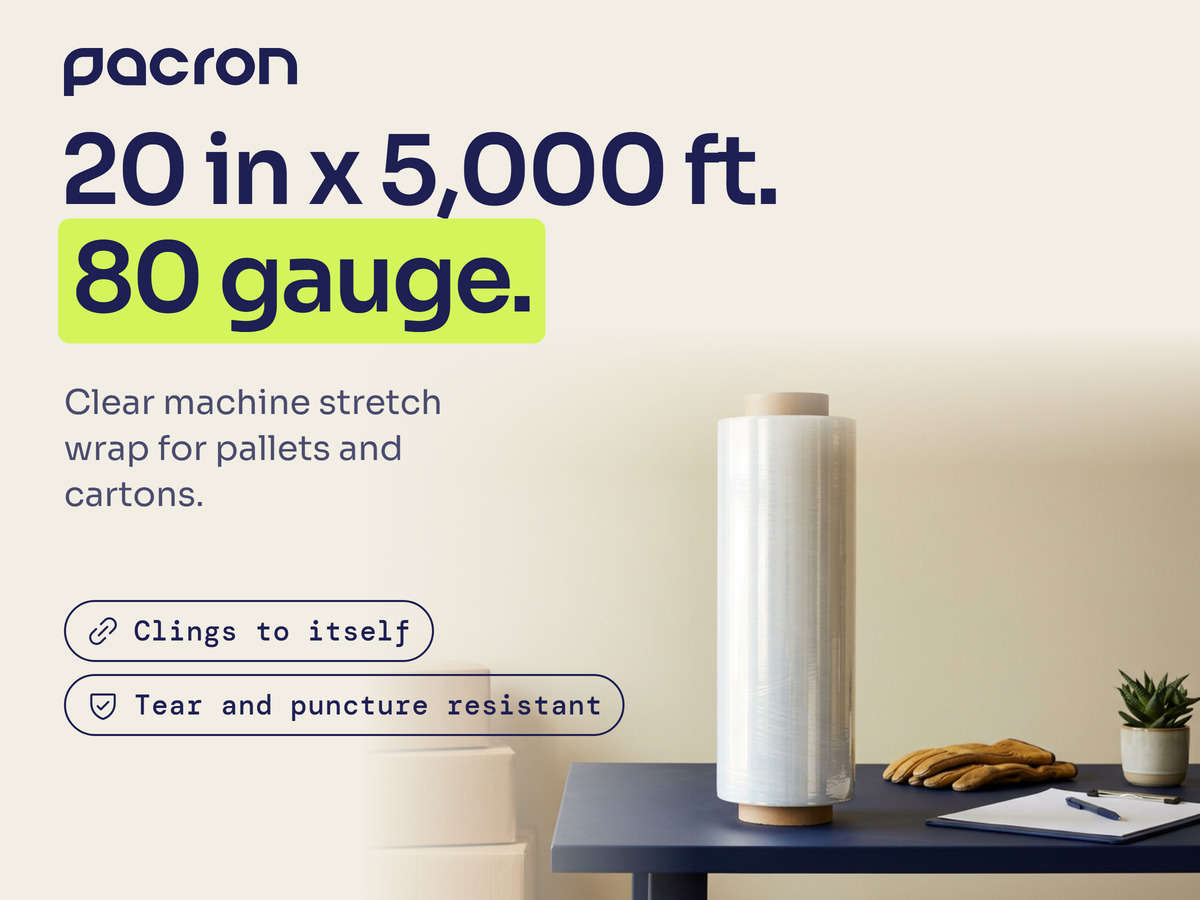 pacron
20 in x 5,000 ft.
80 gauge.
Clear machine stretch
wrap for pallets and
cartons.
Clings to itself
Tear and puncture resistant